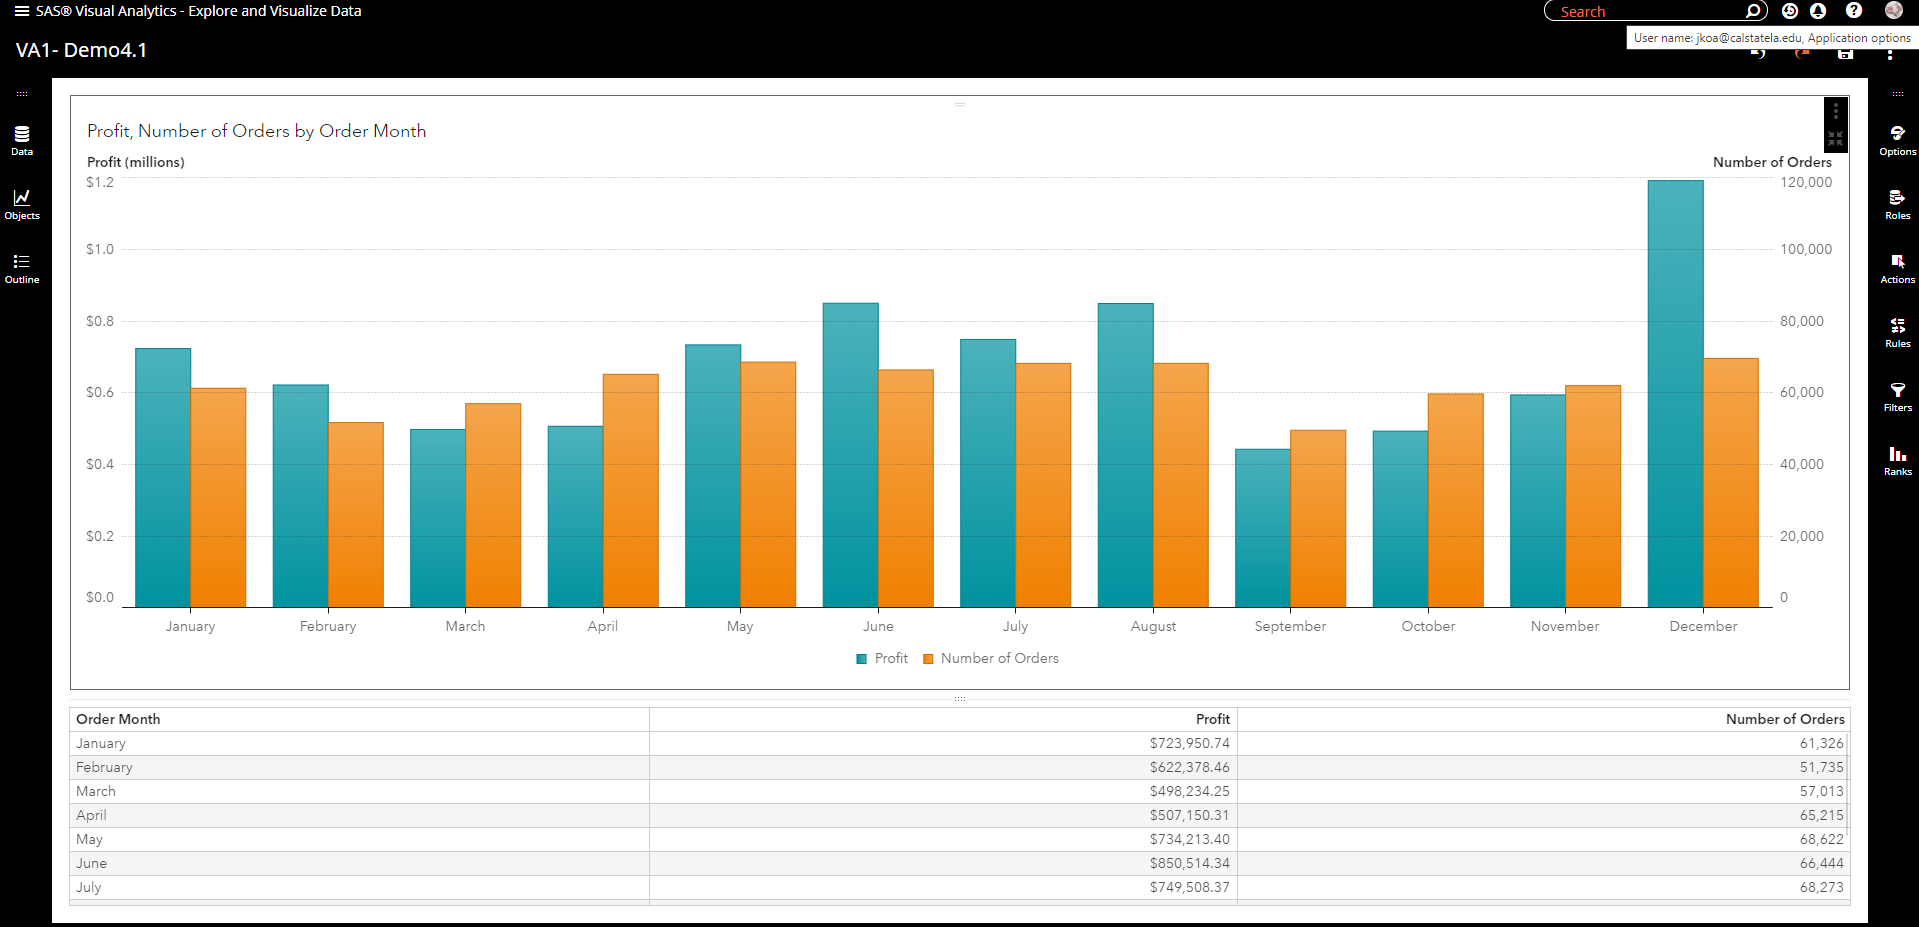 SAS® Visual Analytics - Explore and Visualize Data
Search
User name: jkoa@calstatela.edu, Application options
VA1- Demo4.1
Data
Objects
Outline
Profit, Number of Orders by Order Month
Profit (millions)
Number of Orders
$1.2
$1.0
$0.8
$0.6
$0.4
$0.2
$0.0
120,000
100,000
80,000
60,000
40,000
20,000
0
January February March April May June July August September October November December
Profit Number of Orders
Order Month Profit Number of Orders
January $723,950.74 61,326
February $622,378.46 51,735
March $498,234.25 57,013
April $507,150.31 65,215
May $734,213.40 68,622
June $850,514.34 66,444
July $749,508.37 68,273
Options
Roles
Actions
Rules
Filters
Ranks